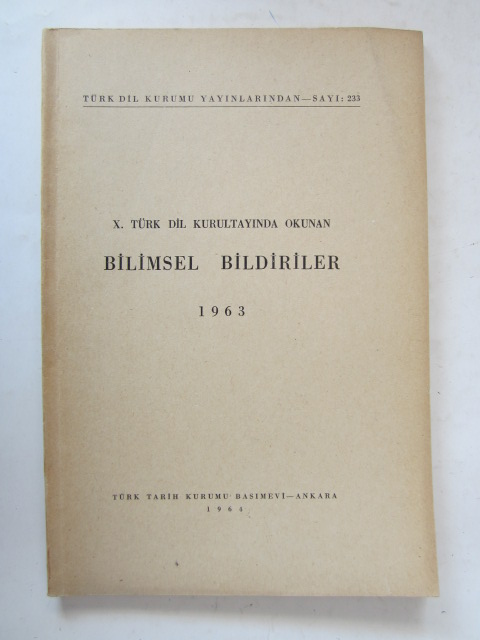 TÜRK DİL KURUMU YAYINLARINDAN—SAYI: 233
X. TÜRK DİL KURULTAYINDA OKUNAN
BİLİMSEL BİLDİRİLER
1963
TÜRK TARİH KURUMU BASIMEVİ—ANKARA
1964